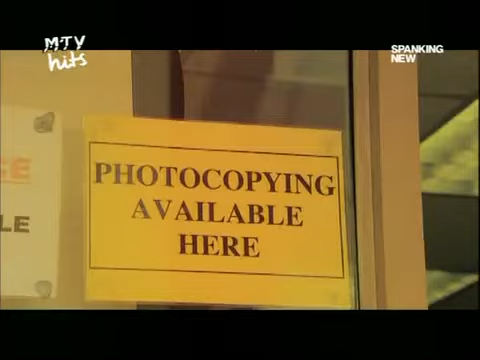 MTV
hits
SPANKING
NEW
PHOTOCOPYING
AVAILABLE
HERE